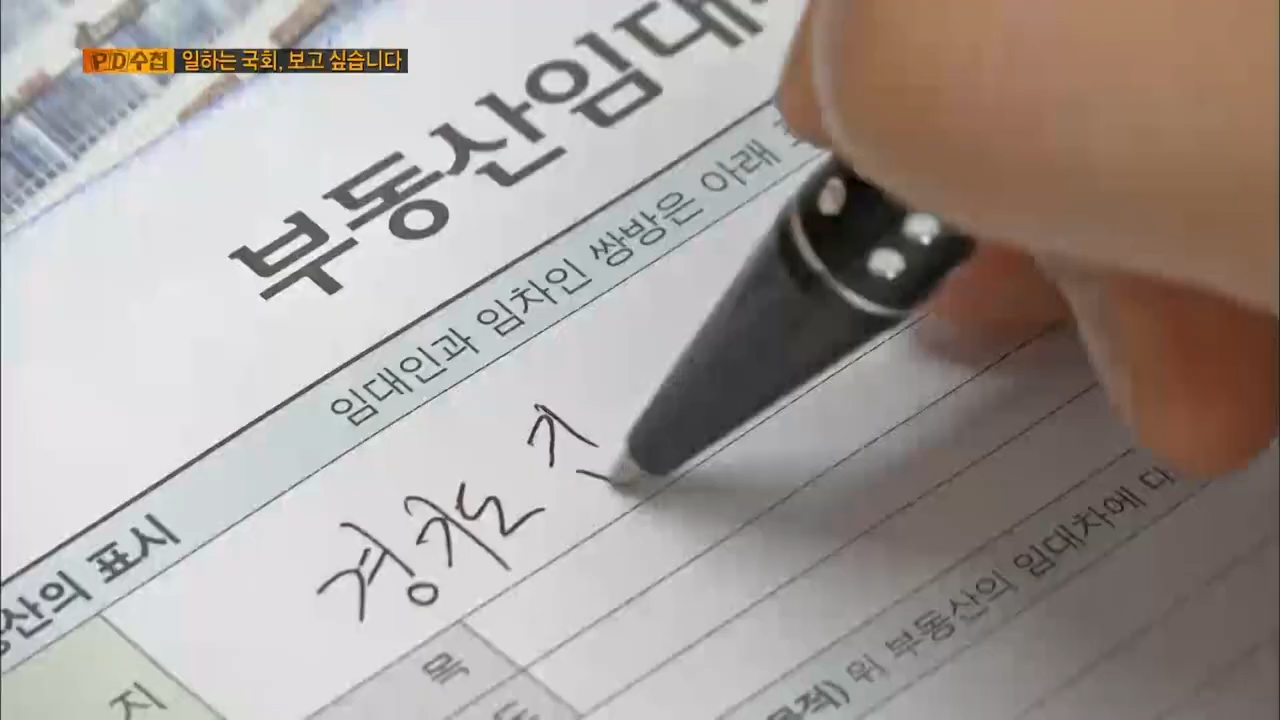 PD수첩 일하는 국회, 보고 싶습니다
부동산임대
임대인과 임차인 쌍방은 아래
산의 표시
경기도
지
목
위 부동산의 임대차에